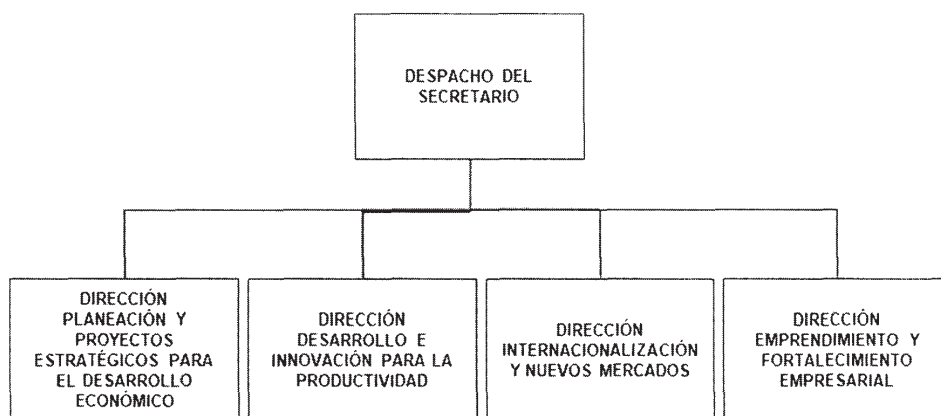 DESPACHO DEL
SECRETARIO
DIRECCIÓN
PLANEACIÓN Y
PROYECTOS
ESTRATÉGICOS PARA
EL DESARROLLO
ECONÓMICO
DIRECCIÓN
DESARROLLO E
INNOVACIÓN PARA LA
PRODUCTIVIDAD
DIRECCIÓN
INTERNACIONALIZACIÓN
Y NUEVOS MERCADOS
DIRECCIÓN
EMPRENDIMIENTO Y
FORTALECIMIENTO
EMPRESARIAL